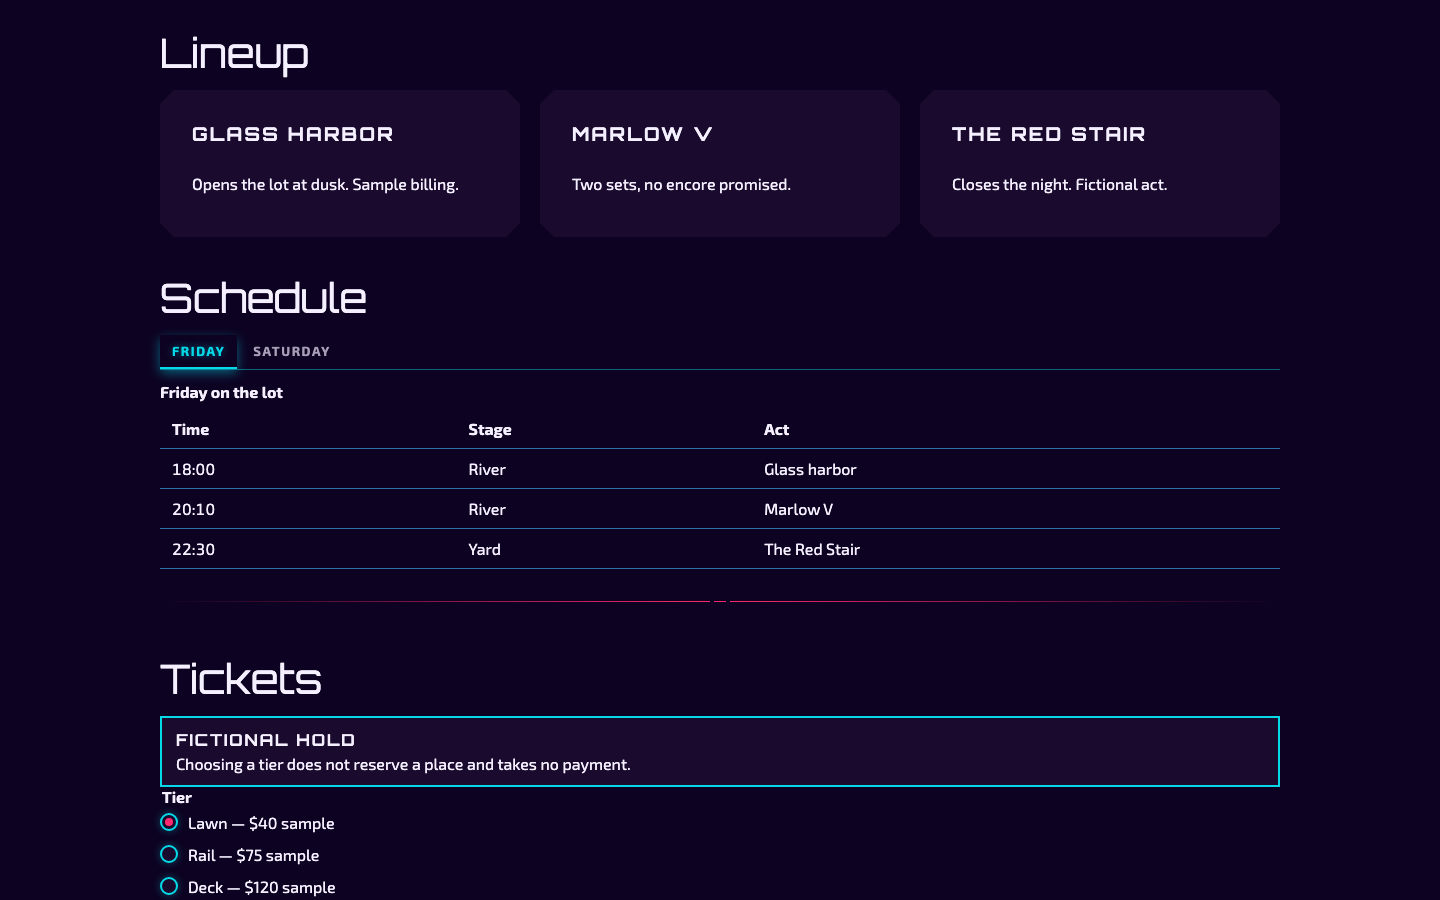 Lineup
GLASS HARBOR
Opens the lot at dusk. Sample billing.
MARLOW V
Two sets, no encore promised.
THE RED STAIR
Closes the night. Fictional act.
Schedule
FRIDAY SATURDAY
Friday on the lot
Time Stage Act
18:00 River Glass harbor
20:10 River Marlow V
22:30 Yard The Red Stair
Tickets
FICTIONAL HOLD
Choosing a tier does not reserve a place and takes no payment.
Tier
Lawn — $40 sample
Rail — $75 sample
Deck — $120 sample